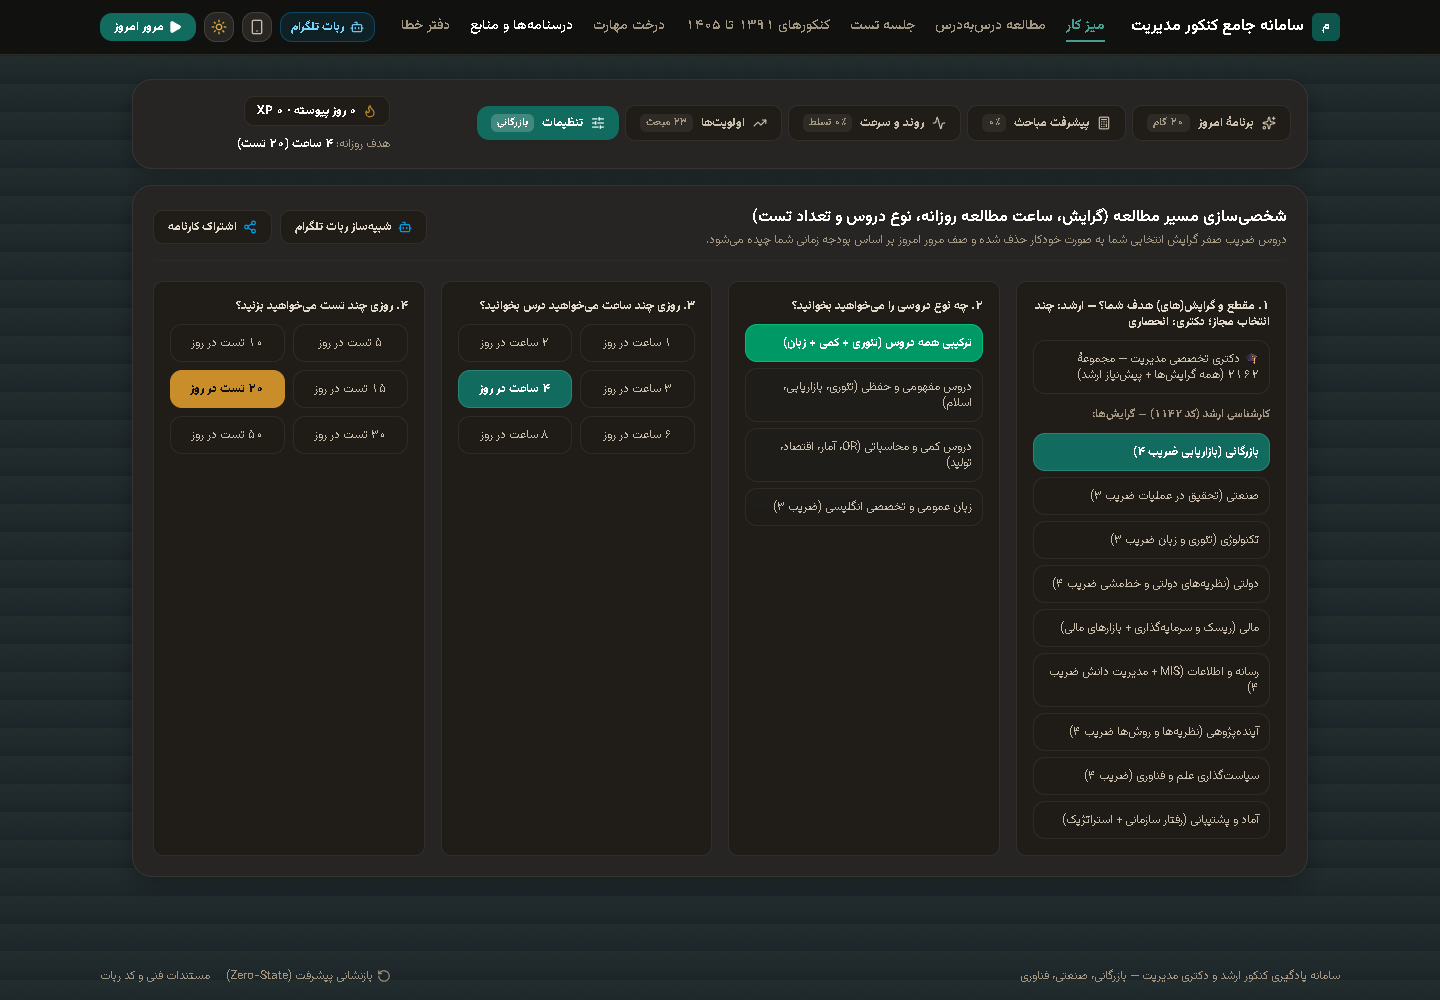 م
سامانه جامع کنکور مدیریت
میز کار
مطالعه درس‌به‌درس
جلسه تست
کنکورهای ۱۳۹۱ تا ۱۴۰۵
درخت مهارت
درسنامه‌ها و منابع
دفتر خطا
ربات تلگرام
مرور امروز
برنامهٔ امروز ۲۰ گام
پیشرفت مباحث ۰٪
روند و سرعت ۰٪ تسلط
اولویت‌ها ۲۳ مبحث
تنظیمات بازرگانی
۰ روز پیوسته · ۰ XP
هدف روزانه: ۴ ساعت (۲۰ تست)
شخصی‌سازی مسیر مطالعه (گرایش، ساعت مطالعه روزانه، نوع دروس و تعداد تست)
دروس ضریب صفر گرایش انتخابی شما به صورت خودکار حذف شده و صف مرور امروز بر اساس بودجه زمانی شما چیده می‌شود.
شبیه‌ساز ربات تلگرام
اشتراک کارنامه
۱. مقطع و گرایش(های) هدف شما؟ — ارشد: چند
انتخاب مجاز؛ دکتری: انحصاری
دکتری تخصصی مدیریت — مجموعهٔ
۲۱۶۲ (همه گرایش‌ها + پیش‌نیاز ارشد)
کارشناسی ارشد (کد ۱۱۴۲) — گرایش‌ها:
بازرگانی (بازاریابی ضریب ۴)
صنعتی (تحقیق در عملیات ضریب ۳)
تکنولوژی (تئوری و زبان ضریب ۳)
دولتی (نظریه‌های دولتی و خط‌مشی ضریب ۴)
مالی (ریسک و سرمایه‌گذاری + بازارهای مالی)
رسانه و اطلاعات (MIS + مدیریت دانش ضریب
۴)
آینده‌پژوهی (نظریه‌ها و روش‌ها ضریب ۴)
سیاست‌گذاری علم و فناوری (ضریب ۴)
آماد و پشتیبانی (رفتار سازمانی + استراتژیک)
۲. چه نوع دروسی را می‌خواهید بخوانید؟
ترکیبی همه دروس (تئوری + کمی + زبان)
دروس مفهومی و حفظی (تئوری، بازاریابی،
اسلام)
دروس کمی و محاسباتی (OR، آمار، اقتصاد،
تولید)
زبان عمومی و تخصصی انگلیسی (ضریب ۳)
۳. روزی چند ساعت می‌خواهید درس بخوانید؟
۱ ساعت در روز
۲ ساعت در روز
۳ ساعت در روز
۴ ساعت در روز
۶ ساعت در روز
۸ ساعت در روز
۴. روزی چند تست می‌خواهید بزنید؟
۵ تست در روز
۱۰ تست در روز
۱۵ تست در روز
۲۰ تست در روز
۳۰ تست در روز
۵۰ تست در روز
سامانه یادگیری کنکور ارشد و دکتری مدیریت — بازرگانی، صنعتی، فناوری
بازنشانی پیشرفت (Zero-State)
مستندات فنی و کد ربات